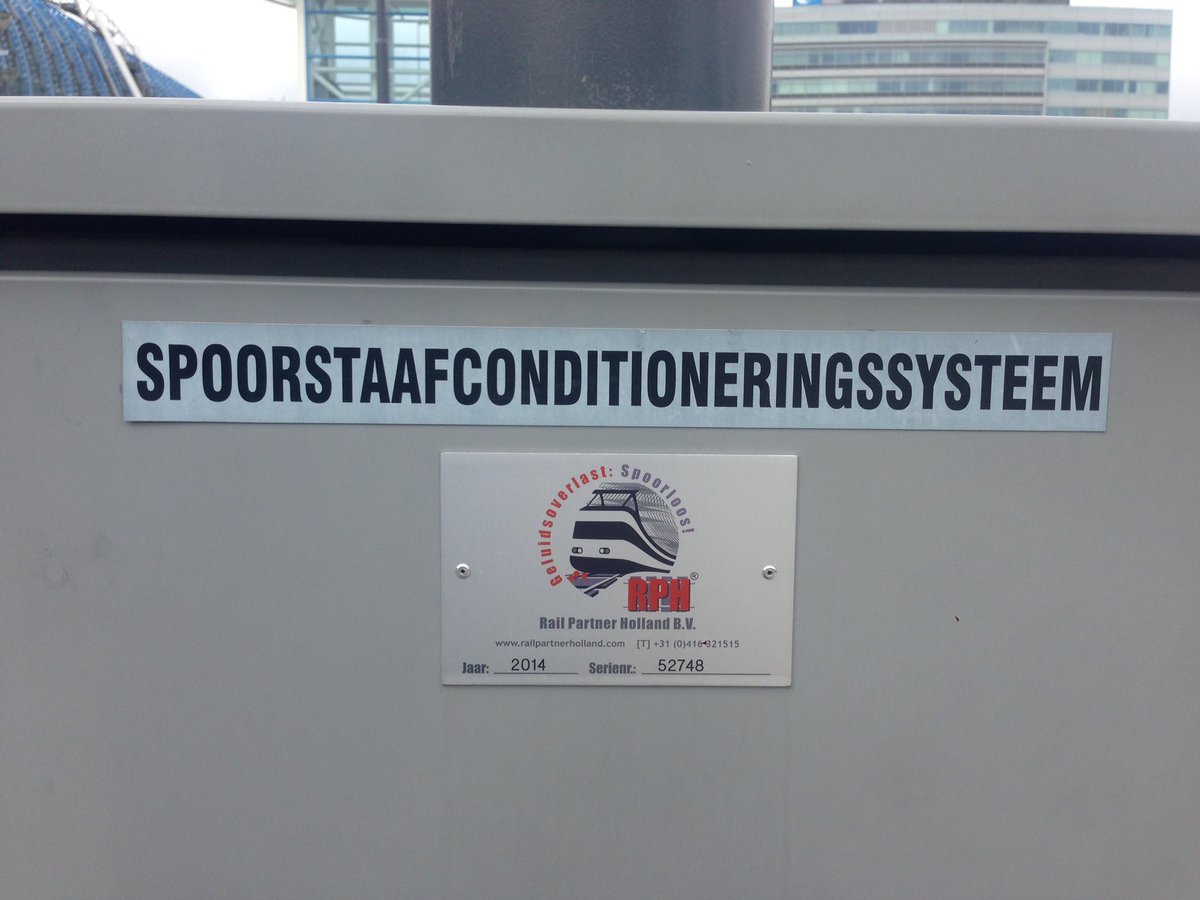 SPOORSTAAFCONDITIONERINGSSYSTEEM
Geluidsoverlast: Spoorloos!
RPH®
Rail Partner Holland B.V.
www.railpartnerholland.com [T] +31 (0)416-321515
Jaar: 2014 Serienr.: 52748